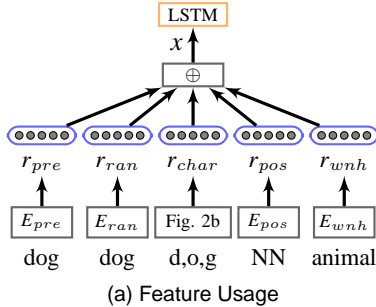 LSTM
x
⊕
r_pre r_ran r_char r_pos r_wnh
E_pre E_ran Fig. 2b E_pos E_wnh
dog dog d,o,g NN animal
(a) Feature Usage